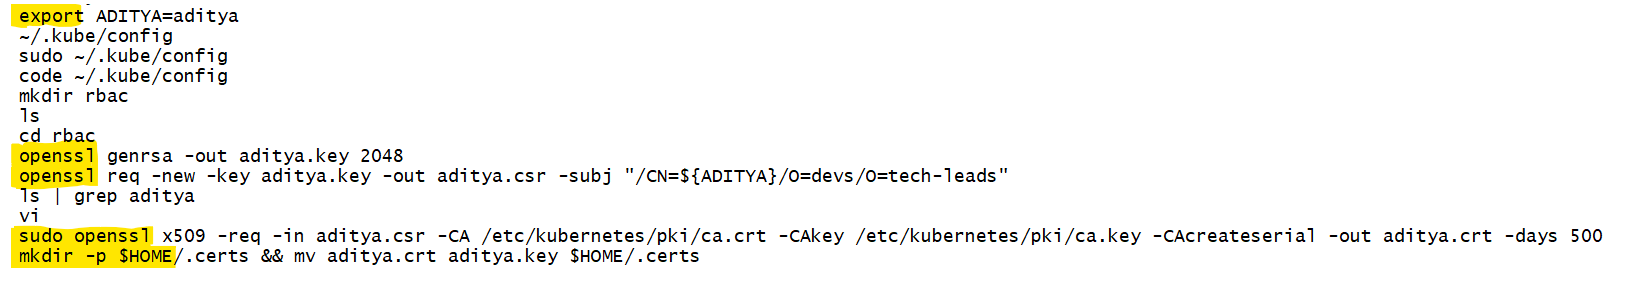 export ADITYA=aditya
~/.kube/config
sudo ~/.kube/config
code ~/.kube/config
mkdir rbac
ls
cd rbac
openssl genrsa -out aditya.key 2048
openssl req -new -key aditya.key -out aditya.csr -subj "/CN=${ADITYA}/O=devs/O=tech-leads"
ls | grep aditya
vi
sudo openssl x509 -req -in aditya.csr -CA /etc/kubernetes/pki/ca.crt -CAkey /etc/kubernetes/pki/ca.key -CAcreateserial -out aditya.crt -days 500
mkdir -p $HOME/.certs && mv aditya.crt aditya.key $HOME/.certs